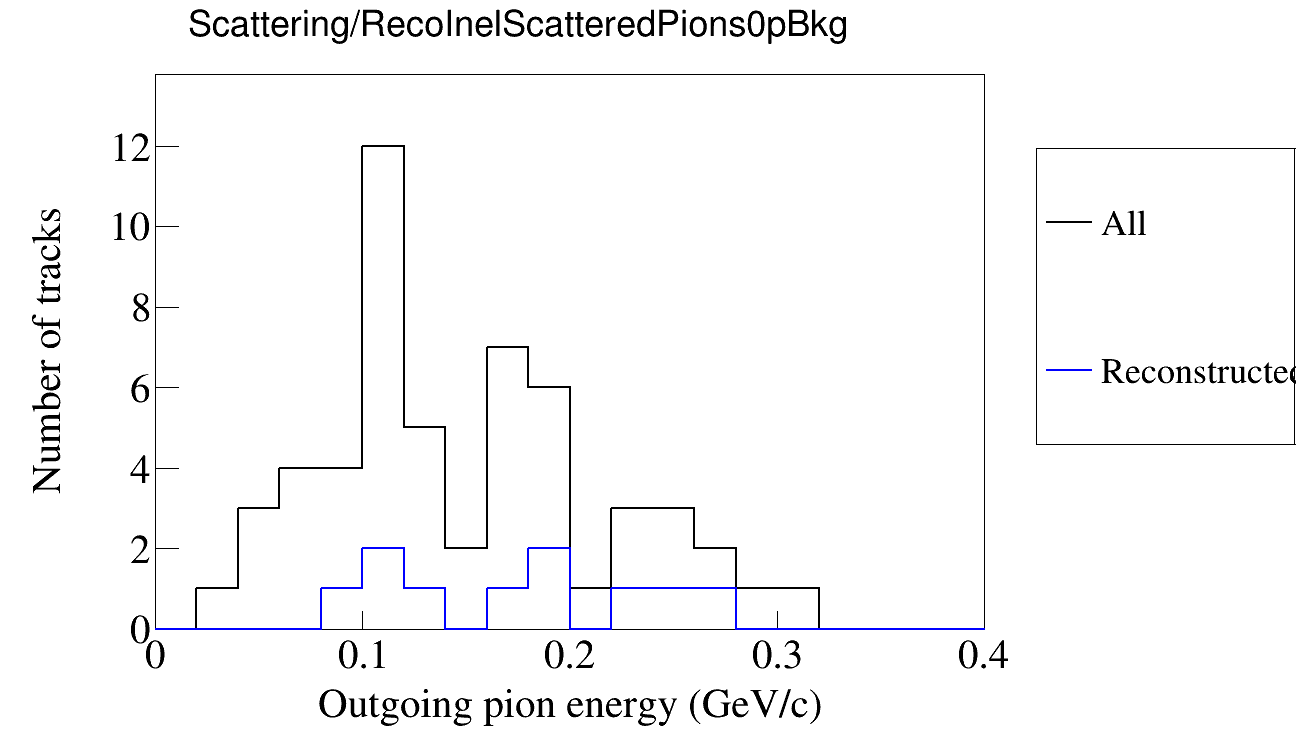 Scattering/RecoInelScatteredPions0pBkg
Number of tracks
12
10
8
6
4
2
0
0 0.1 0.2 0.3 0.4
Outgoing pion energy (GeV/c)
All
Reconstructed